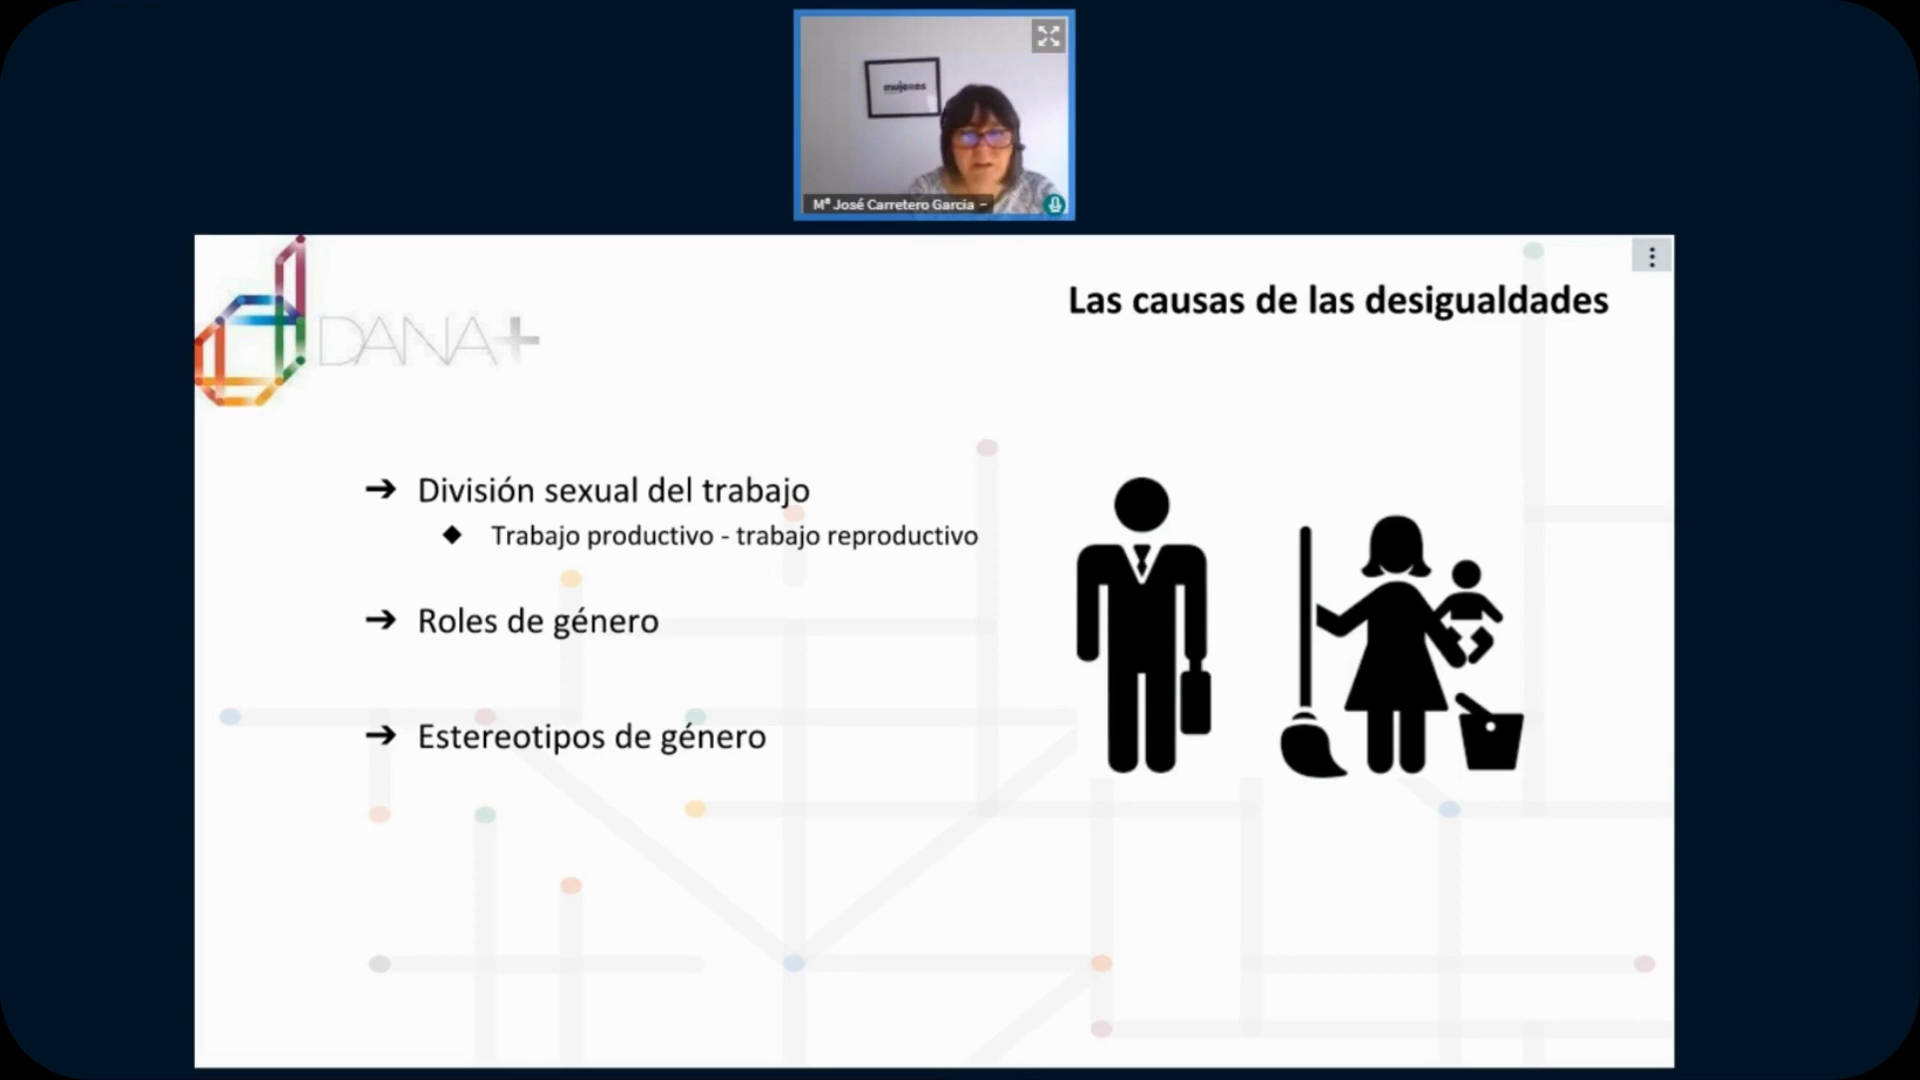 mujeres
Mª José Carretero Garcia
Las causas de las desigualdades
DANA+
➔ División sexual del trabajo
◆ Trabajo productivo - trabajo reproductivo
➔ Roles de género
➔ Estereotipos de género